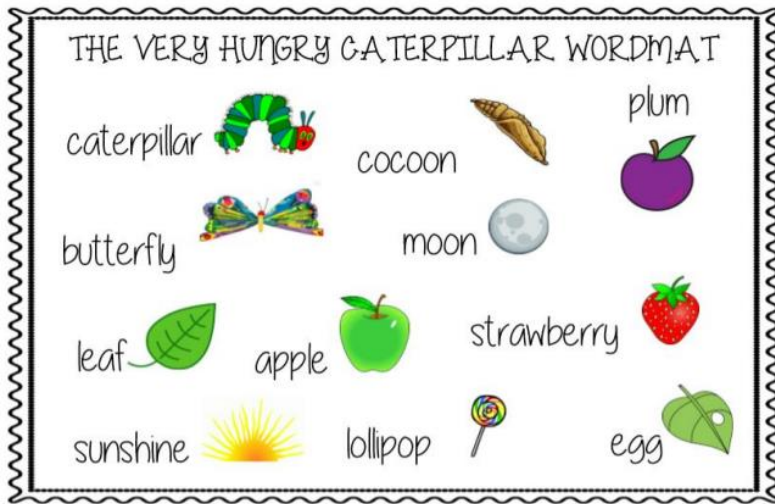 THE VERY HUNGRY CATERPILLAR WORDMAT
plum
caterpillar
cocoon
butterfly
moon
strawberry
leaf
apple
sunshine
lollipop
egg